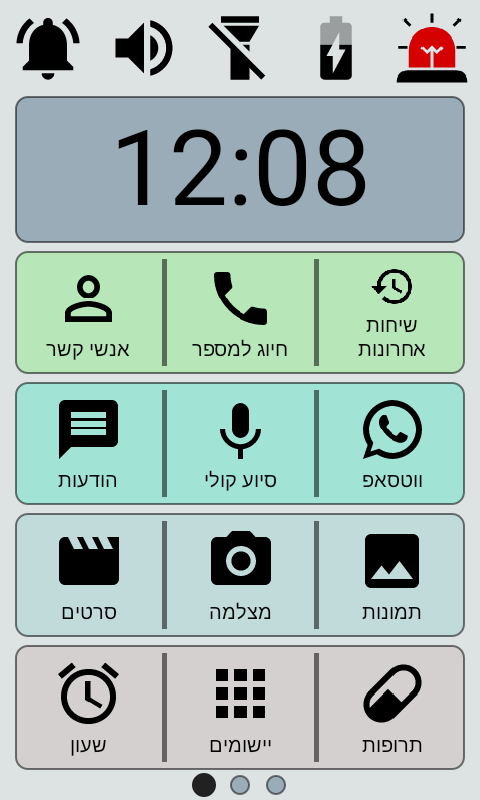 12:08
שיחות
אחרונות
חיוג למספר
אנשי קשר
ווטסאפ
סיוע קולי
הודעות
תמונות
מצלמה
סרטים
תרופות
יישומים
שעון